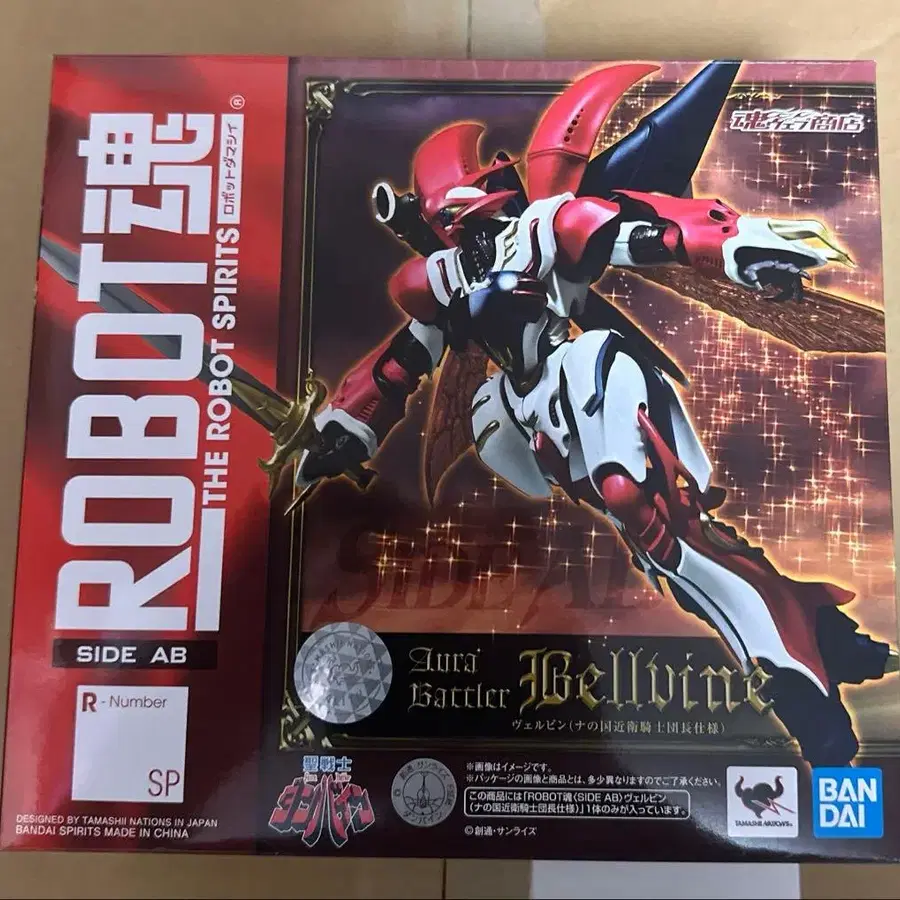 ROBOT魂
®
THE ROBOT SPIRITS
ロボットダマシイ
SIDE AB
R - Number
SP
DESIGNED BY TAMASHII NATIONS IN JAPAN
BANDAI SPIRITS MADE IN CHINA
魂ウェブ商店
SIDE AB
Aura
Battler
Bellvine
ヴェルビン(ナの国近衛騎士団長仕様)
聖戦士
ダンバイン
※画像はイメージです。
※パッケージの画像と商品とは、多少異なりますのでご了承ください。
この商品には「ROBOT魂〈SIDE AB〉ヴェルビン
(ナの国近衛騎士団長仕様)」1体のみが入っています。
©創通・サンライズ
TAMASHII NATIONS
BAN
DAI